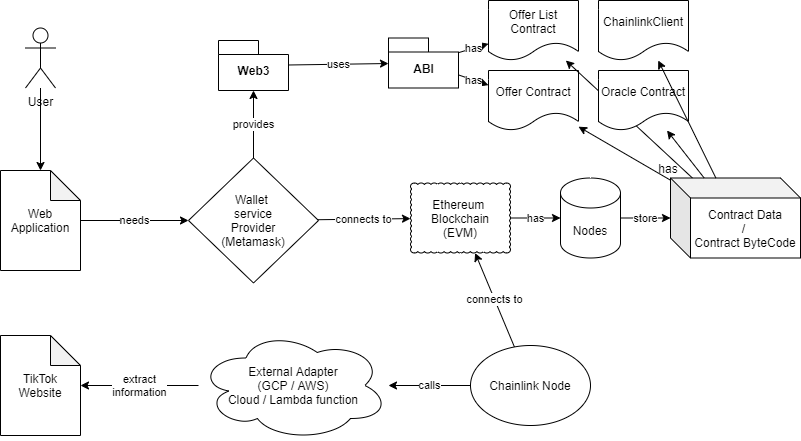 Offer List
Contract
ChainlinkClient
has
Web3
uses
ABI
has
Offer Contract
Oracle Contract
User
provides
has
Web
Application
needs
Wallet
service
Provider
(Metamask)
connects to
Ethereum
Blockchain
(EVM)
has
Nodes
store
Contract Data
/
Contract ByteCode
connects to
TikTok
Website
extract
information
External Adapter
(GCP / AWS)
Cloud / Lambda function
calls
Chainlink Node